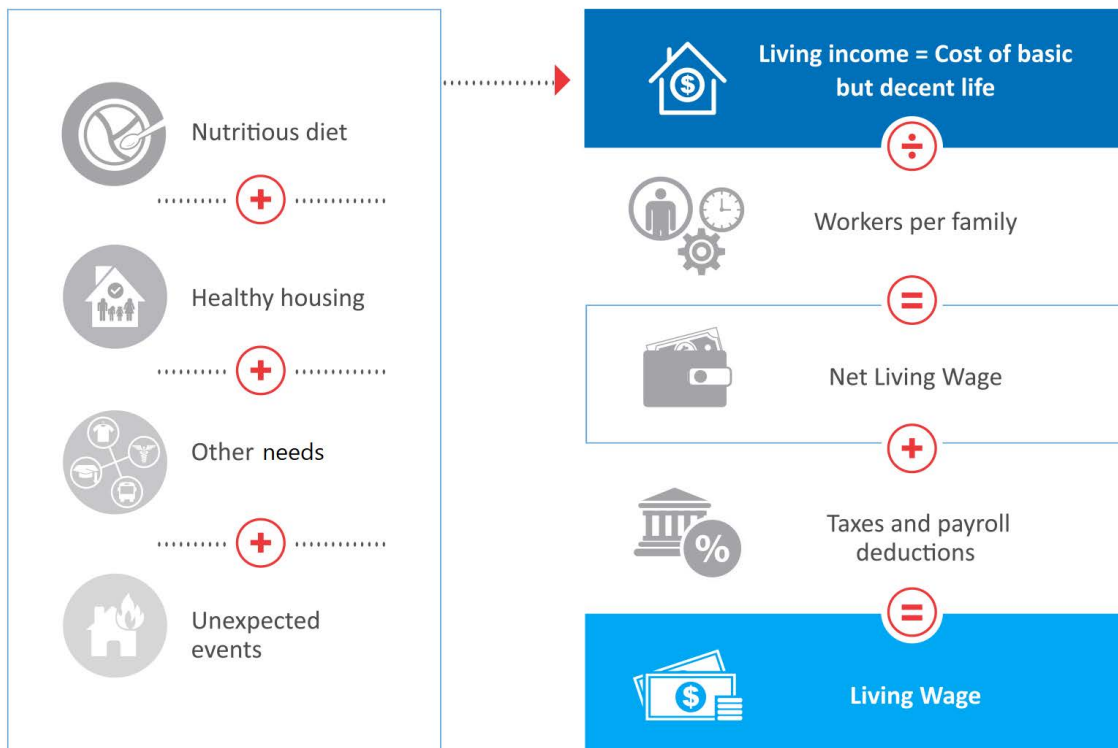 Nutritious diet
+
Healthy housing
+
Other needs
+
Unexpected
events
$
Living income = Cost of basic
but decent life
÷
Workers per family
=
Net Living Wage
+
%
Taxes and payroll
deductions
=
$
Living Wage